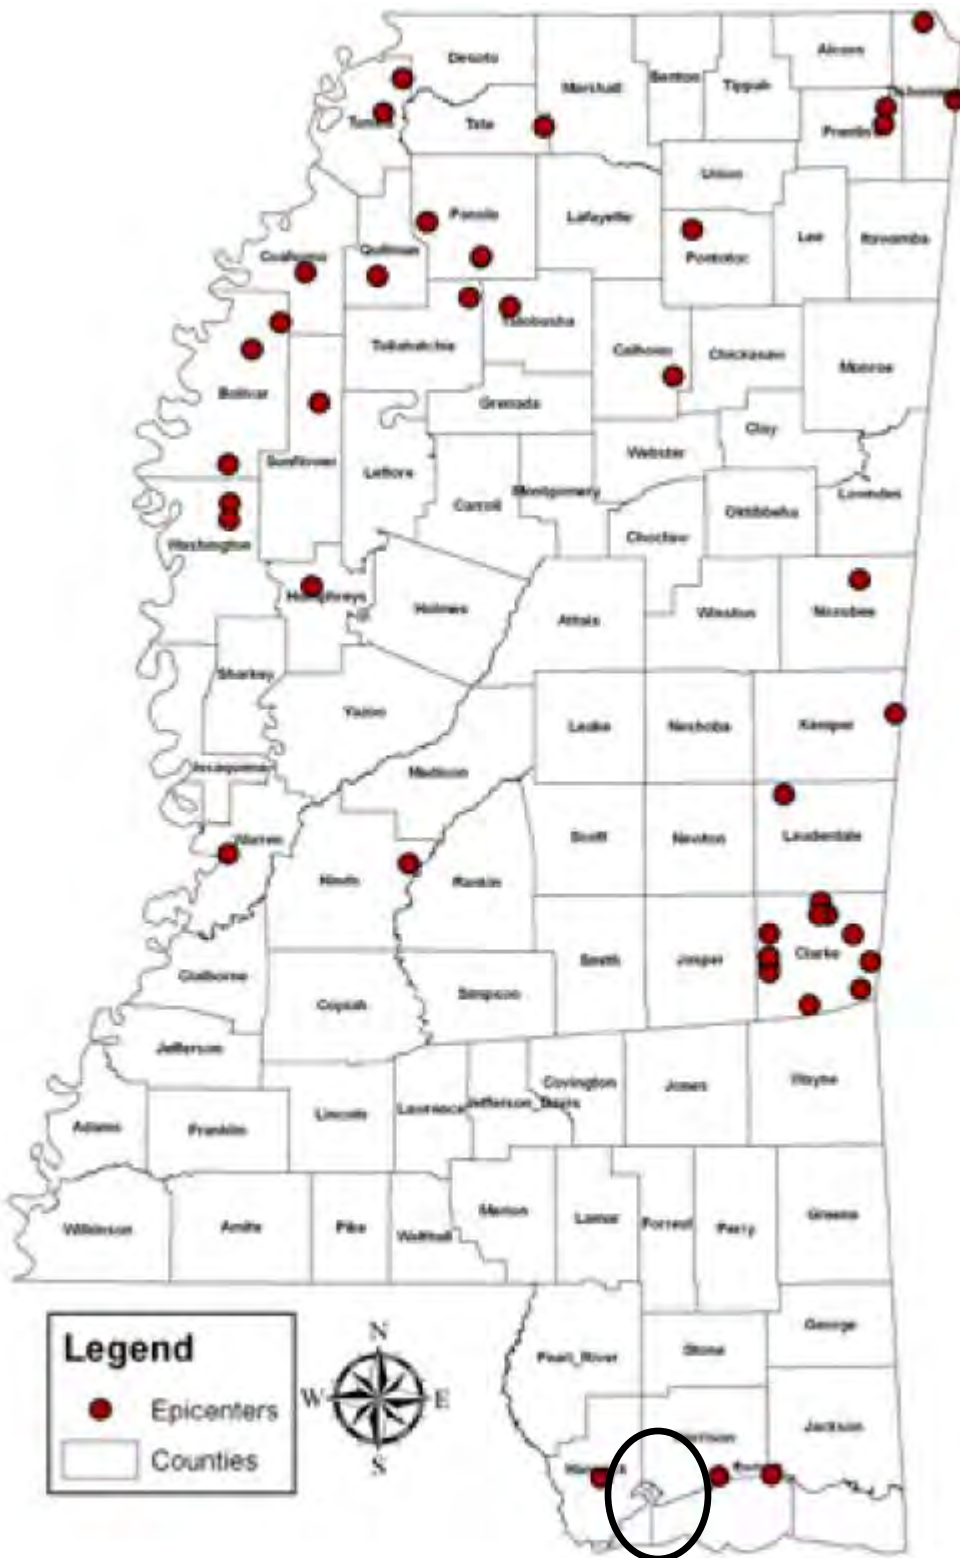 Desoto
Alcorn
Marshall
Benton
Tippah
Tate
Union
Panola
Lafayette
Pontotoc
Lee
Itawamba
Coahoma
Quitman
Tallahatchie
Calhoun
Chickasaw
Monroe
Bolivar
Grenada
Clay
Webster
Sunflower
Leflore
Carroll
Montgomery
Lowndes
Oktibbeha
Choctaw
Washington
Humphreys
Holmes
Attala
Winston
Noxubee
Sharkey
Yazoo
Leake
Neshoba
Kemper
Issaquena
Madison
Warren
Scott
Newton
Lauderdale
Hinds
Rankin
Smith
Jasper
Clarke
Claiborne
Copiah
Simpson
Jefferson
Covington
Jones
Wayne
Lawrence
Jefferson_Davis
Adams
Franklin
Lincoln
Marion
Lamar
Forrest
Perry
Greene
Wilkinson
Amite
Pike
Walthall
George
Stone
Pearl_River
Jackson
Legend
Epicenters
Counties
N
W
E
S